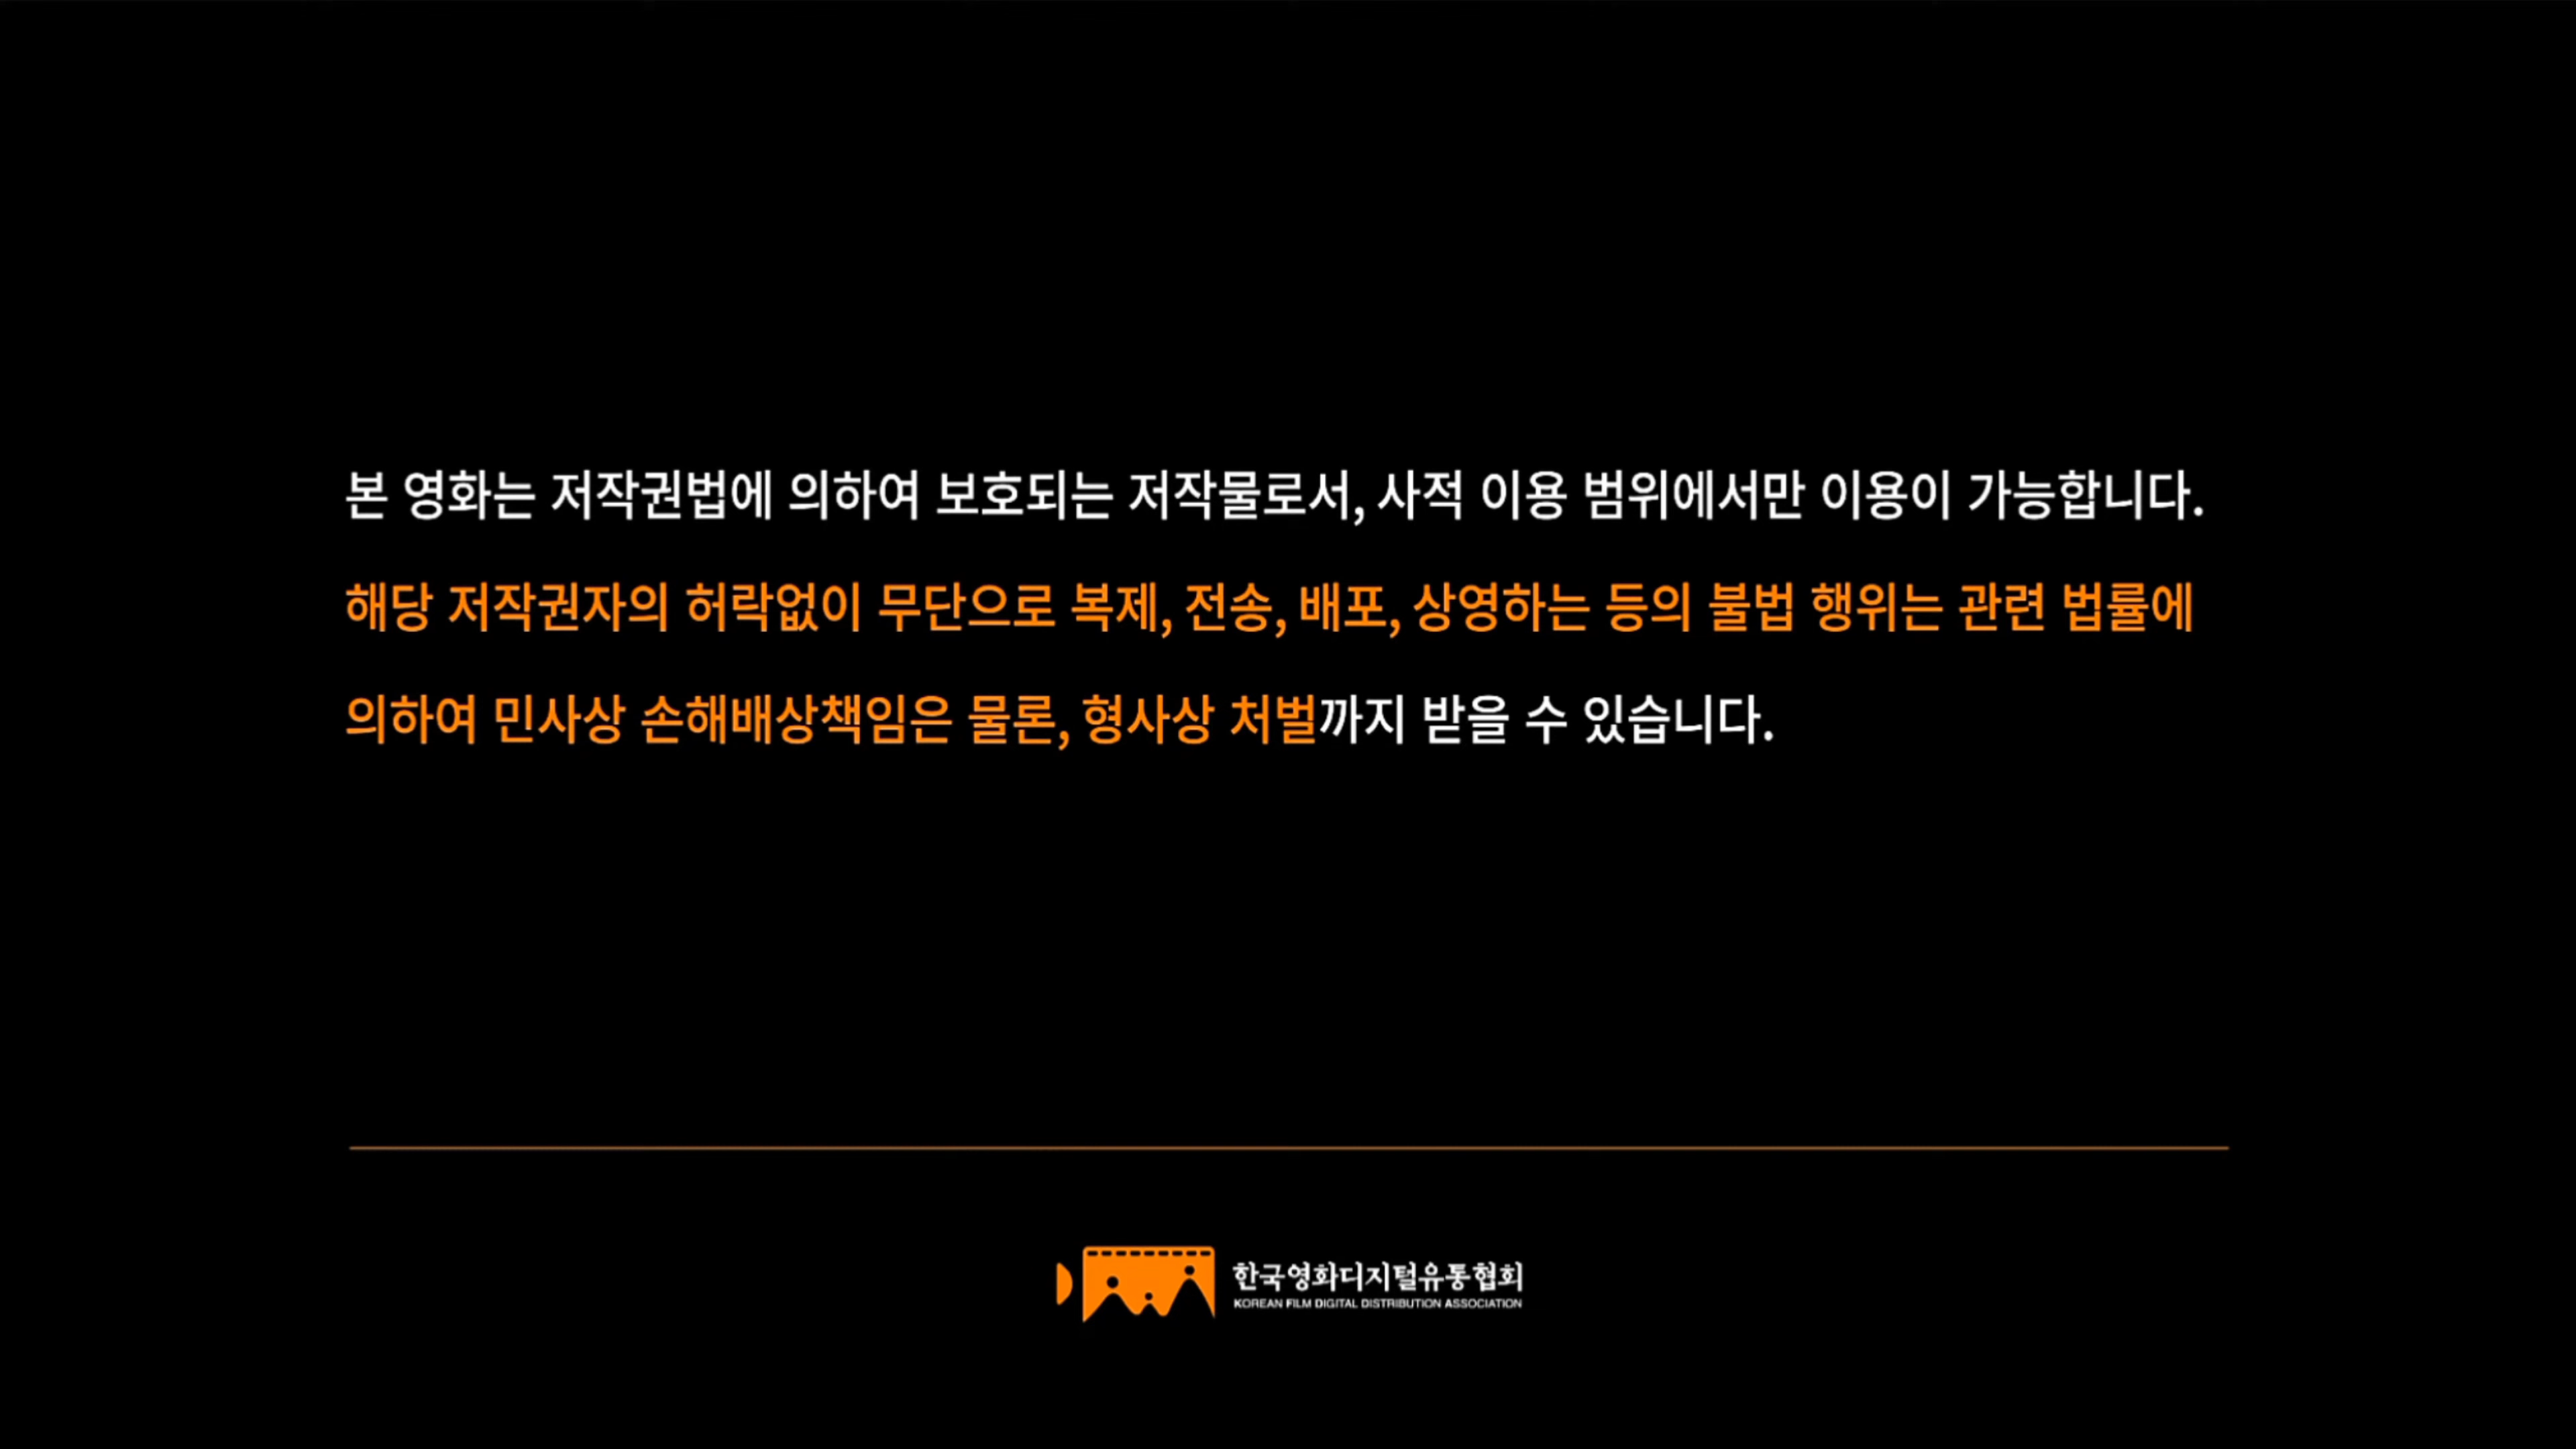 본 영화는 저작권법에 의하여 보호되는 저작물로서, 사적 이용 범위에서만 이용이 가능합니다.
해당 저작권자의 허락없이 무단으로 복제, 전송, 배포, 상영하는 등의 불법 행위는 관련 법률에
의하여 민사상 손해배상책임은 물론, 형사상 처벌까지 받을 수 있습니다.
한국영화디지털유통협회
KOREAN FILM DIGITAL DISTRIBUTION ASSOCIATION